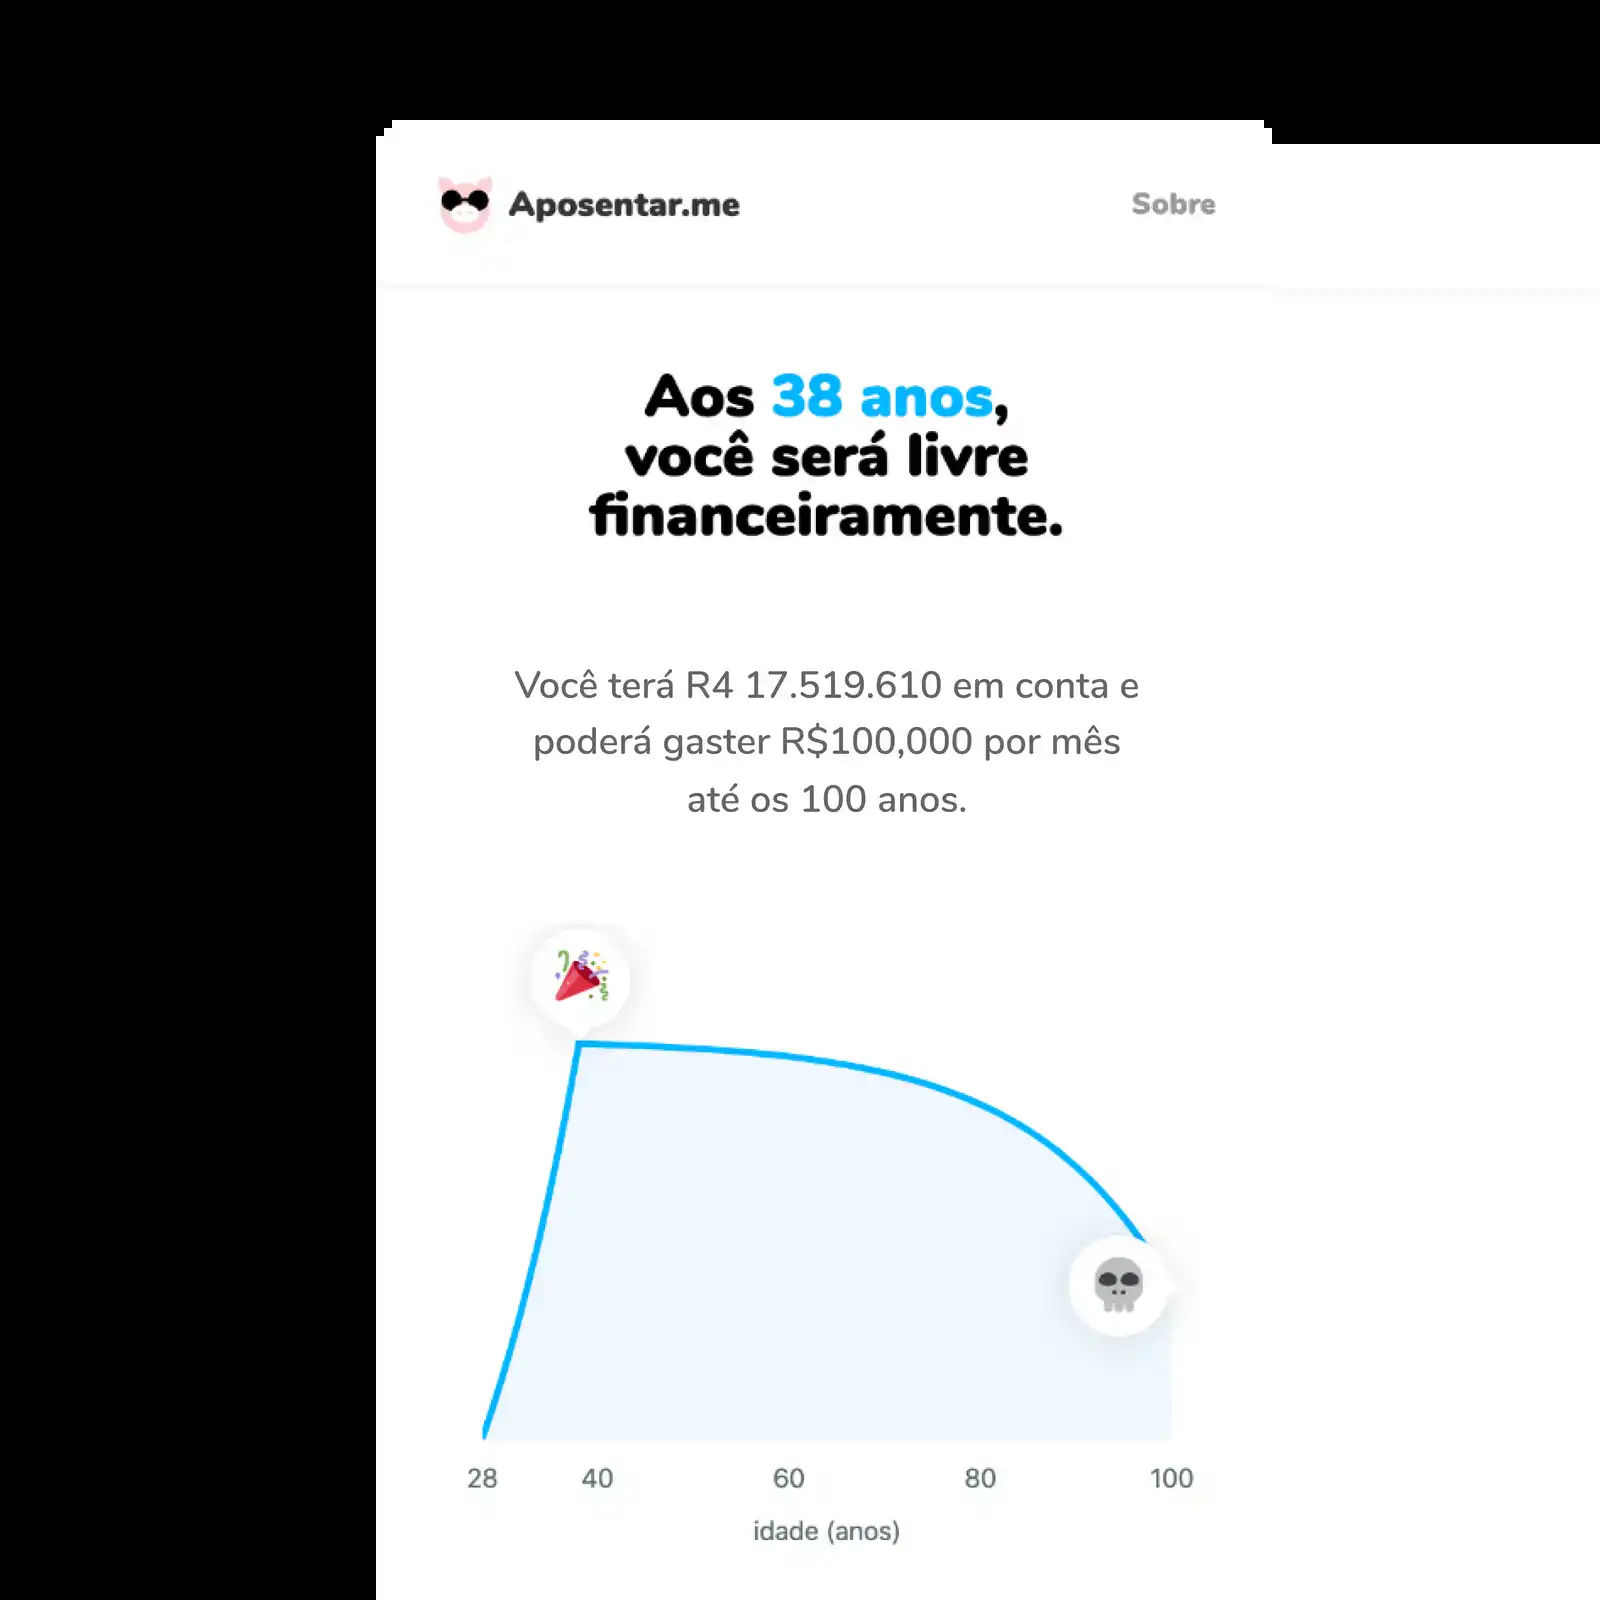 Aposentar.me
Sobre
Aos 38 anos,
você será livre
financeiramente.
Você terá R4 17.519.610 em conta e
poderá gaster R$100,000 por mês
até os 100 anos.
28 40 60 80 100
idade (anos)